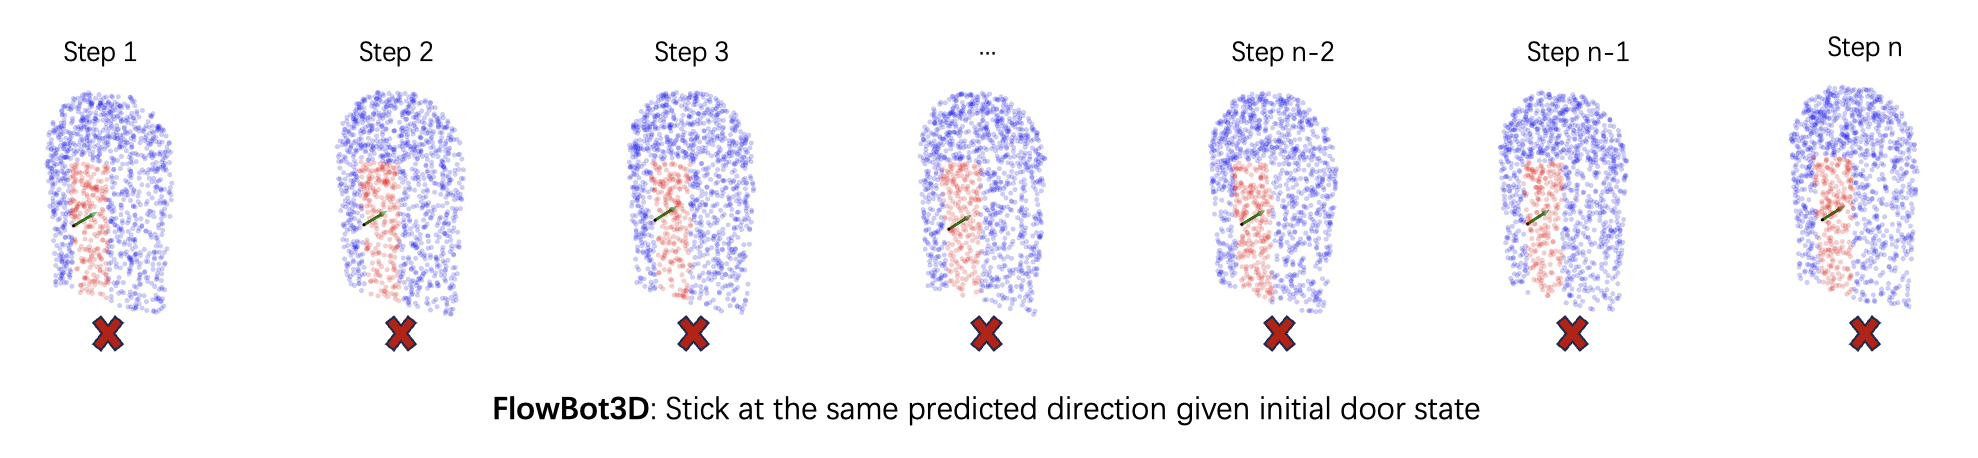 Step 1
Step 2
Step 3
...
Step n-2
Step n-1
Step n
FlowBot3D: Stick at the same predicted direction given initial door state